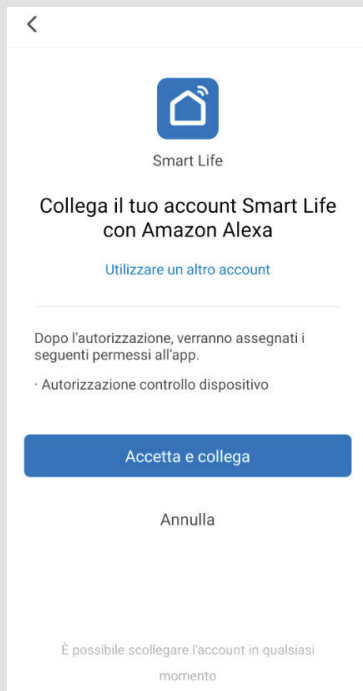 Smart Life
Collega il tuo account Smart Life
con Amazon Alexa
Utilizzare un altro account
Dopo l'autorizzazione, verranno assegnati i
seguenti permessi all'app.
· Autorizzazione controllo dispositivo
Accetta e collega
Annulla
È possibile scollegare l'account in qualsiasi
momento